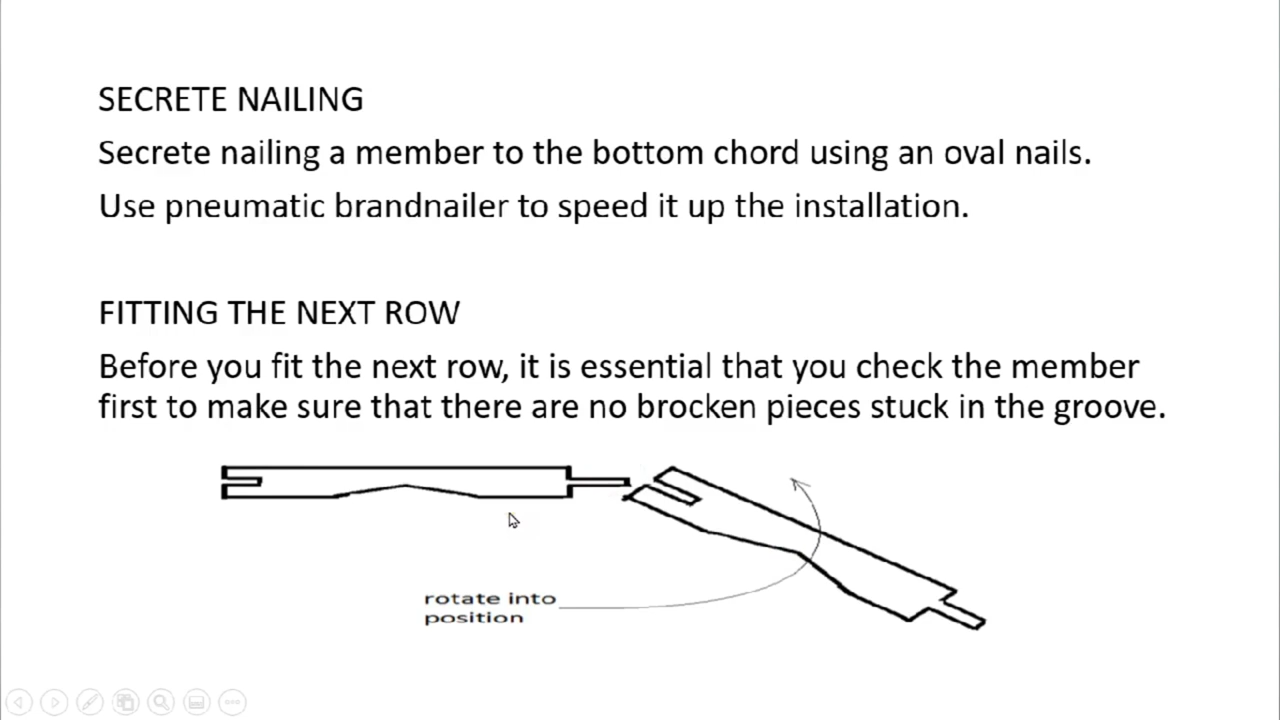 SECRETE NAILING
Secrete nailing a member to the bottom chord using an oval nails.
Use pneumatic brandnailer to speed it up the installation.
FITTING THE NEXT ROW
Before you fit the next row, it is essential that you check the member
first to make sure that there are no brocken pieces stuck in the groove.
rotate into
position